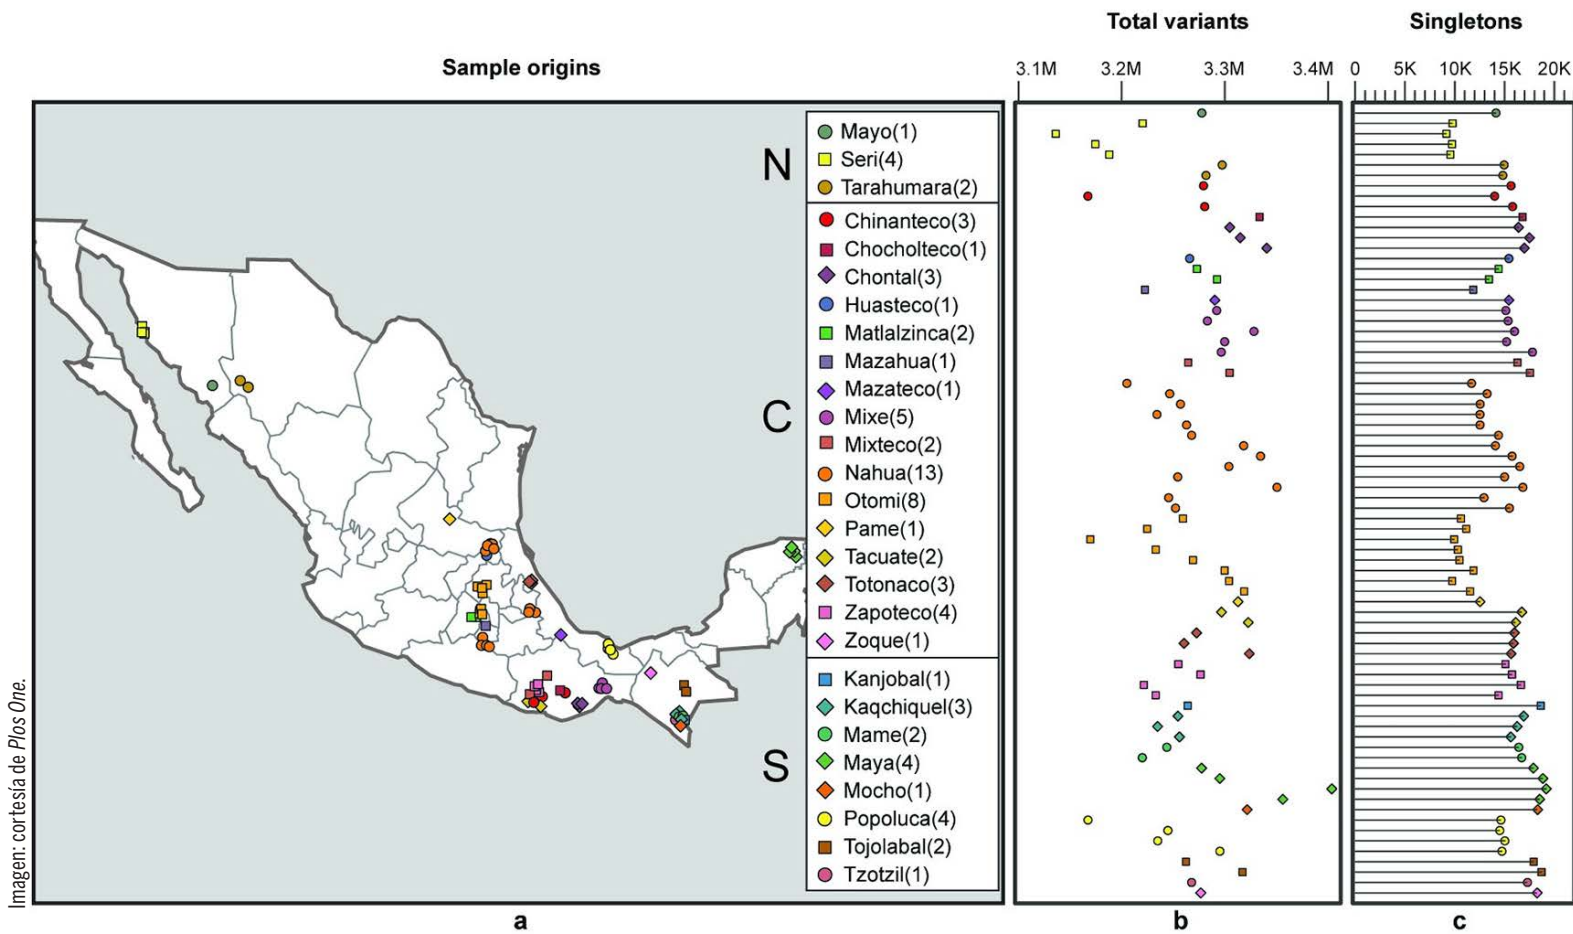 Total variants
Singletons
Sample origins
3.1M 3.2M 3.3M 3.4M
0 5K 10K 15K 20K
N
Mayo(1)
Seri(4)
Tarahumara(2)
C
Chinanteco(3)
Chocholteco(1)
Chontal(3)
Huasteco(1)
Matlalzinca(2)
Mazahua(1)
Mazateco(1)
Mixe(5)
Mixteco(2)
Nahua(13)
Otomi(8)
Pame(1)
Tacuate(2)
Totonaco(3)
Zapoteco(4)
Zoque(1)
S
Kanjobal(1)
Kaqchiquel(3)
Mame(2)
Maya(4)
Mocho(1)
Popoluca(4)
Tojolabal(2)
Tzotzil(1)
Imagen: cortesía de Plos One.
a
b
c